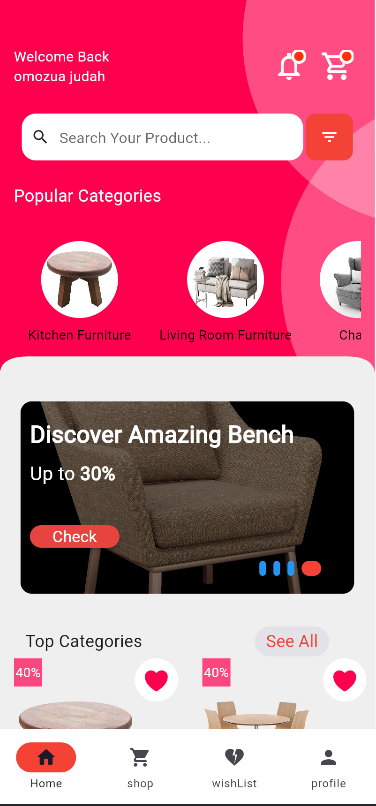 Welcome Back
omozua judah
Search Your Product...
Popular Categories
Kitchen Furniture
Living Room Furniture
Cha
Discover Amazing Bench
Up to 30%
Check
Top Categories
See All
40%
40%
Home
shop
wishList
profile